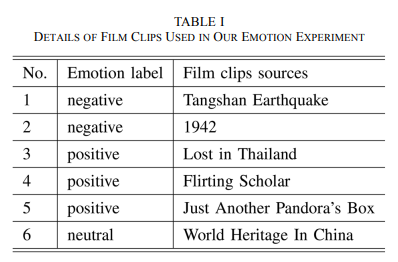 TABLE I
DETAILS OF FILM CLIPS USED IN OUR EMOTION EXPERIMENT
No. Emotion label Film clips sources
1 negative Tangshan Earthquake
2 negative 1942
3 positive Lost in Thailand
4 positive Flirting Scholar
5 positive Just Another Pandora's Box
6 neutral World Heritage In China